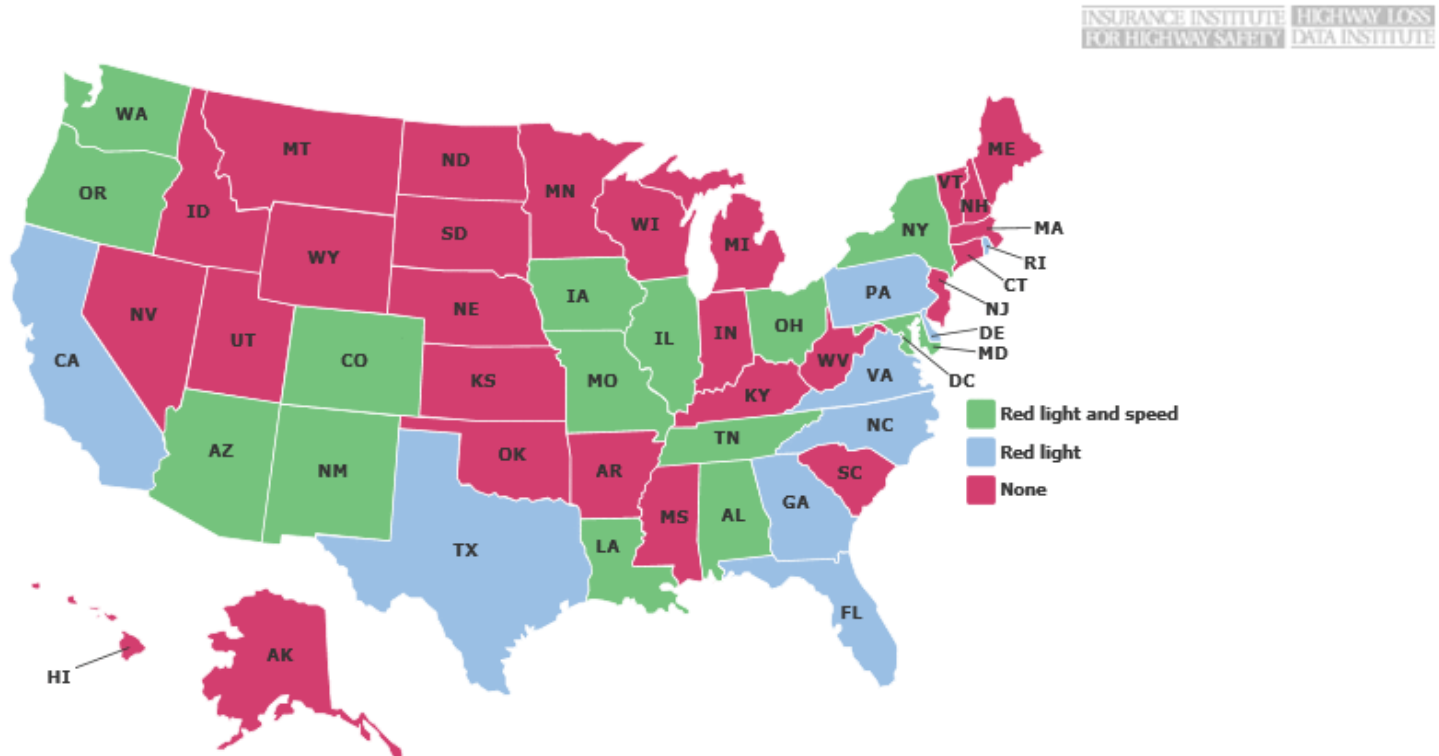 INSURANCE INSTITUTE HIGHWAY LOSS
FOR HIGHWAY SAFETY DATA INSTITUTE
WA
MT
ND
ME
OR
MN
VT
ID
NH
SD
WI
NY
MA
MI
WY
RI
CT
PA
IA
NE
NJ
NV
OH
DE
IN
UT
IL
MD
CO
WV
CA
VA
DC
KS
MO
KY
Red light and speed
NC
TN
AZ
OK
Red light
NM
AR
SC
None
GA
MS
AL
LA
TX
FL
AK
HI